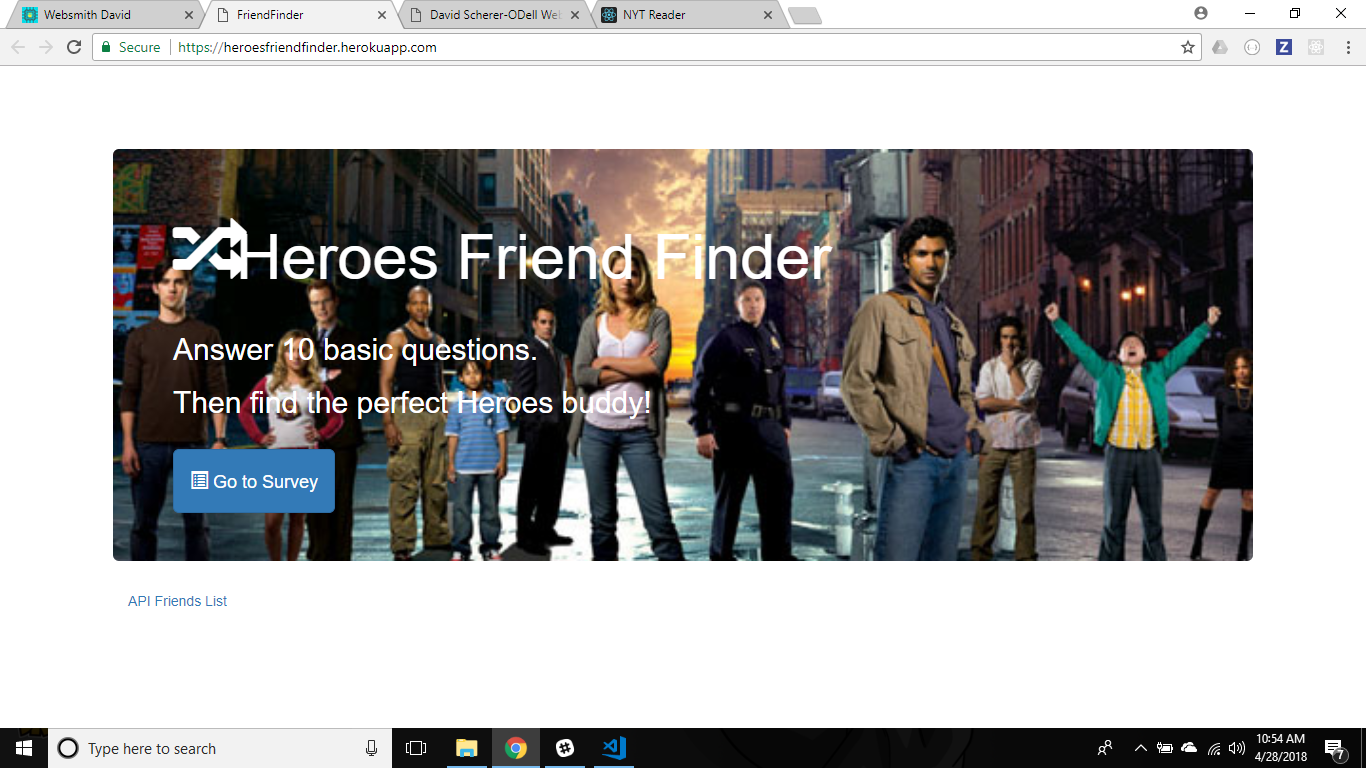 Websmith David
FriendFinder
David Scherer-ODell Web
NYT Reader
Secure
https://heroesfriendfinder.herokuapp.com
Z
Heroes Friend Finder
Answer 10 basic questions.
Then find the perfect Heroes buddy!
Go to Survey
API Friends List
Type here to search
10:54 AM
4/28/2018
7